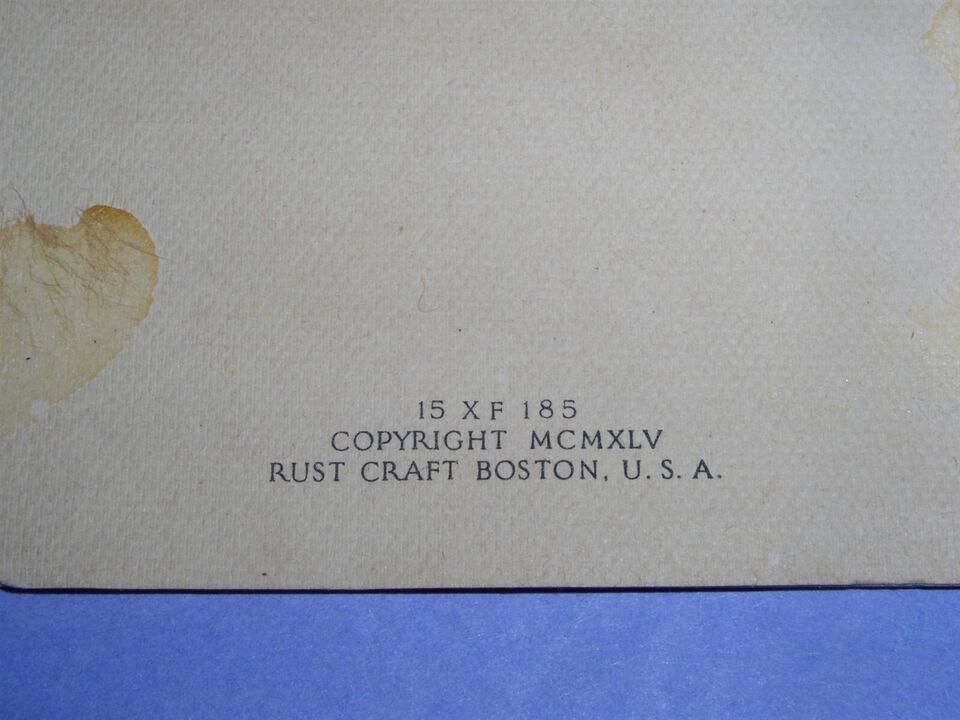 15 XF 185
COPYRIGHT MCMXLV
RUST CRAFT BOSTON, U. S. A.